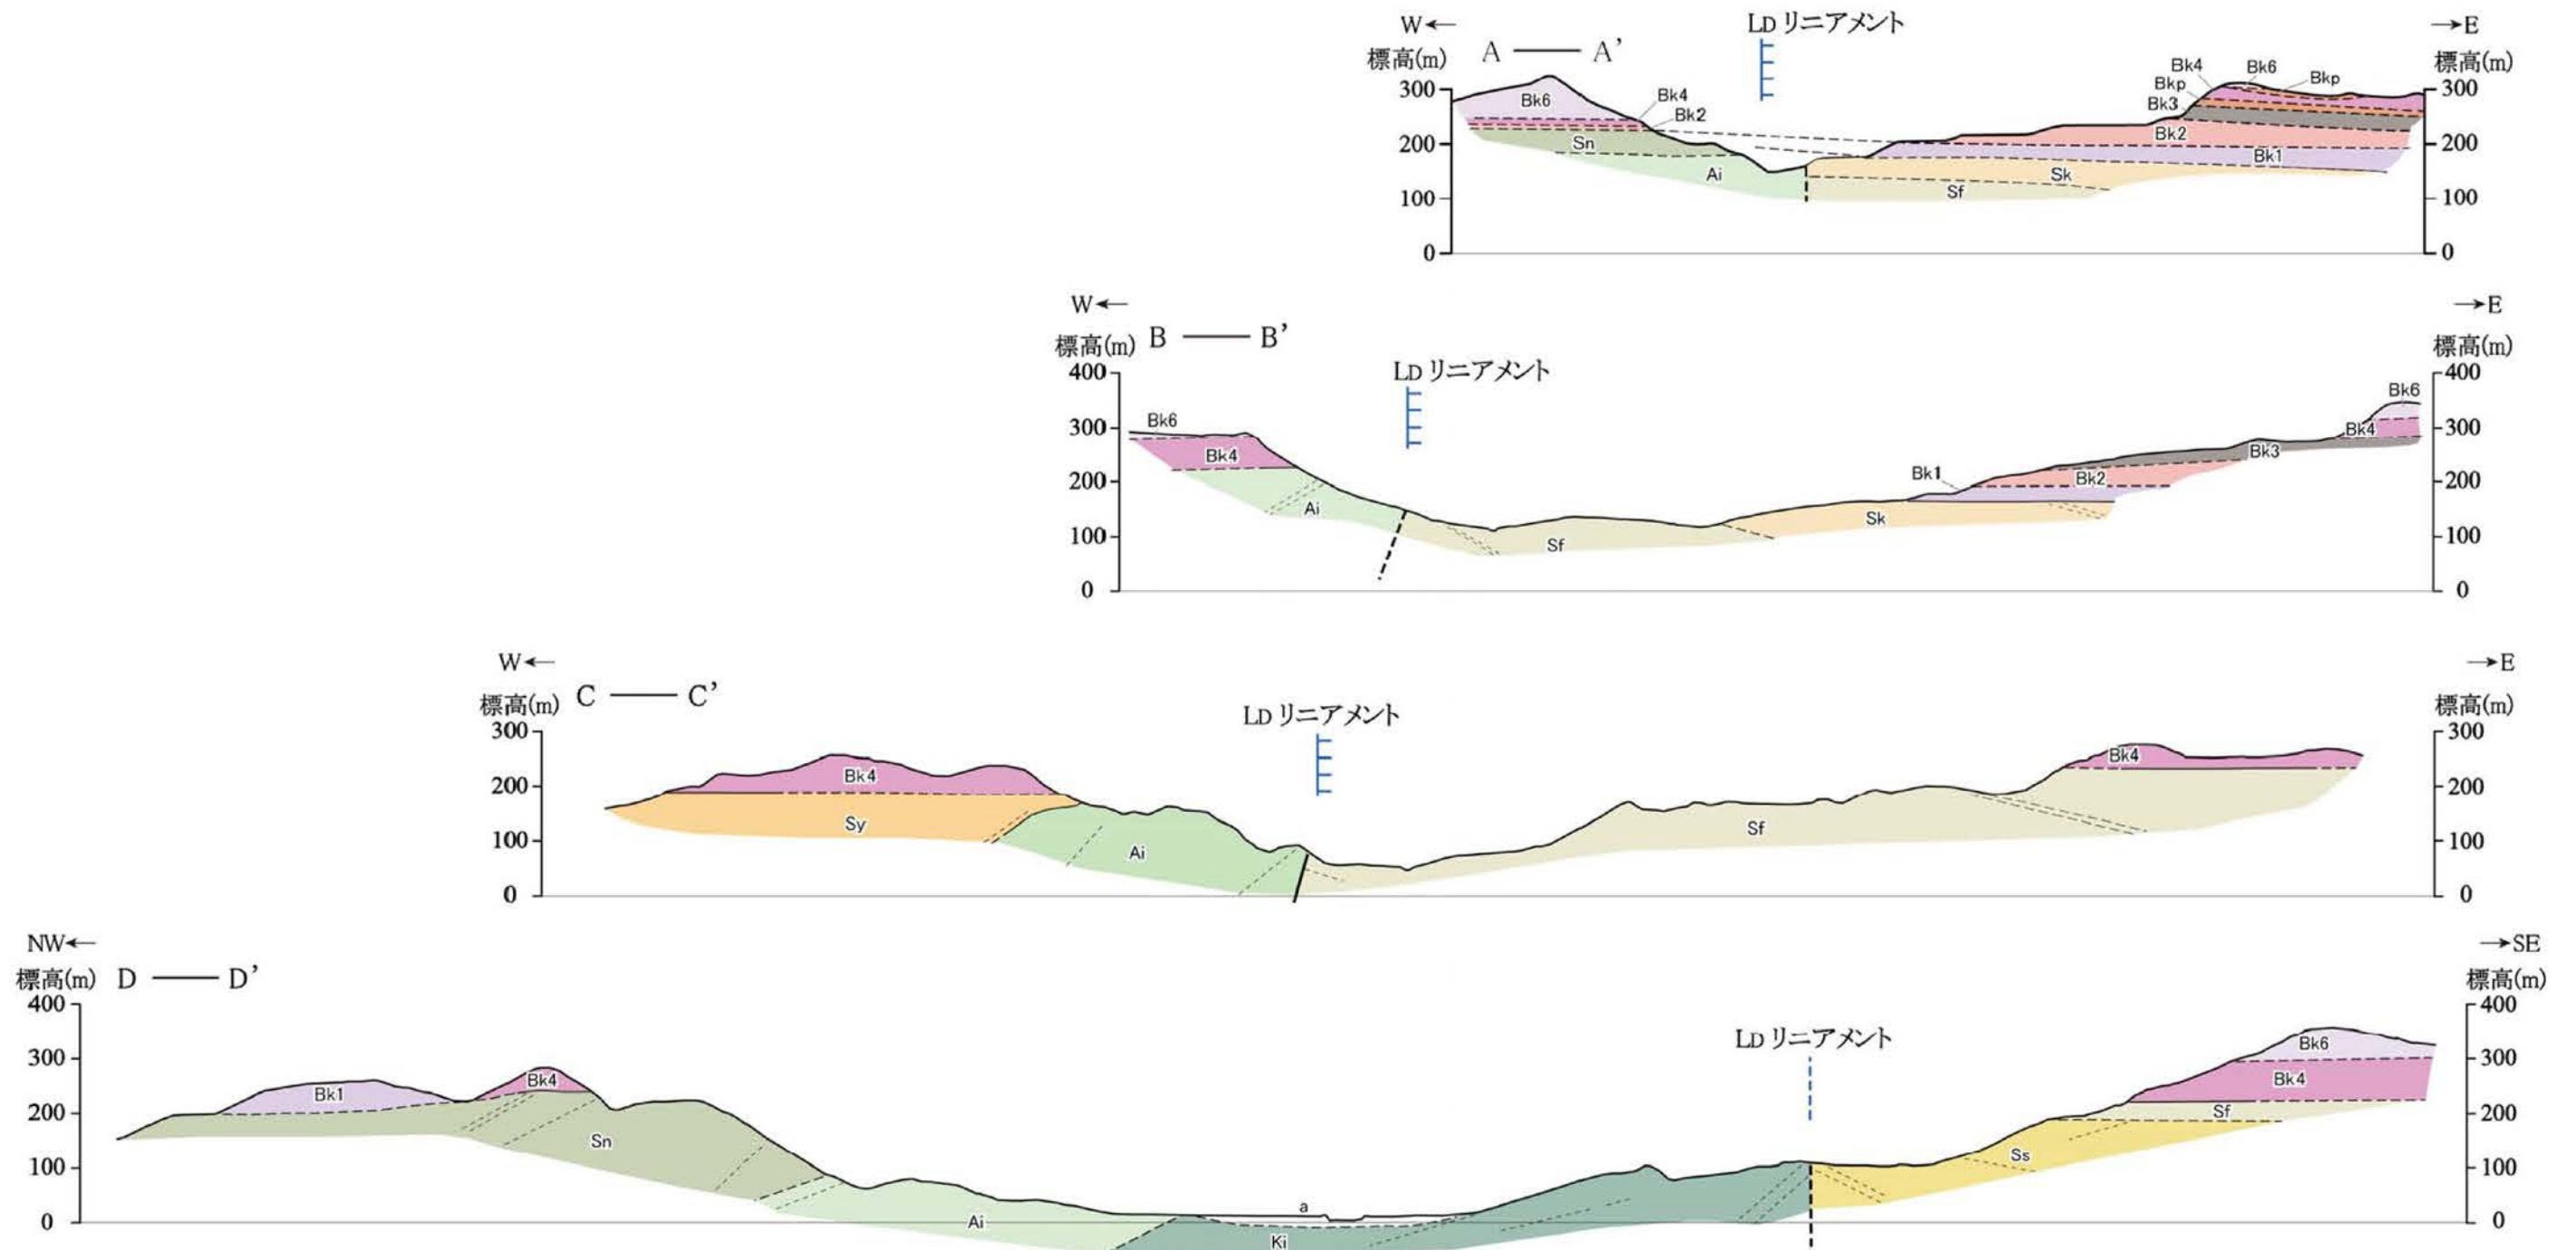 W← LD リニアメント →E
標高(m) A —— A’ 標高(m)
Bk4 Bk6 Bkp
300 Bk6 Bk4 Bkp 300
Bk2 Bk3
200 Sn Bk2 200
Ai Sk Bk1
100 Sf 100
0 0
W← →E
標高(m) B —— B’ 標高(m)
400 LD リニアメント 400
Bk6
300 Bk6 Bk4 300
Bk4 Bk3
200 Bk1 Bk2 200
Ai Sk
100 Sf 100
0 0
W← →E
標高(m) C —— C’ 標高(m)
300 LD リニアメント 300
Bk4
200 Bk4 200
Sy Sf
100 Ai 100
0 0
NW← →SE
標高(m) D —— D’ 標高(m)
400 400
LD リニアメント
300 Bk6 300
Bk4 Bk4
Bk1
200 Sf 200
Sn Ss
100 100
a
0 Ai 0
Ki